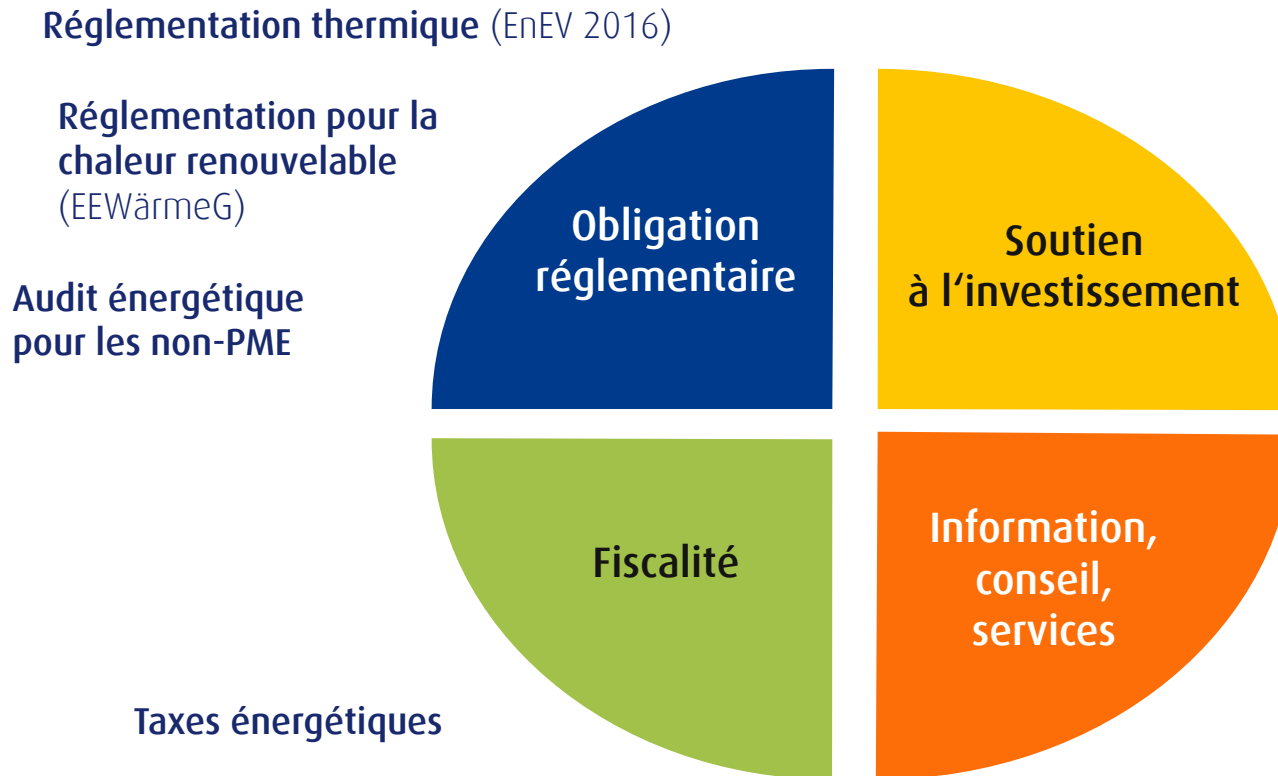 Réglementation thermique (EnEV 2016)
Réglementation pour la
chaleur renouvelable
(EEWärmeG)
Audit énergétique
pour les non-PME
Obligation
réglementaire
Soutien
à l‘investissement
Fiscalité
Information,
conseil,
services
Taxes énergétiques